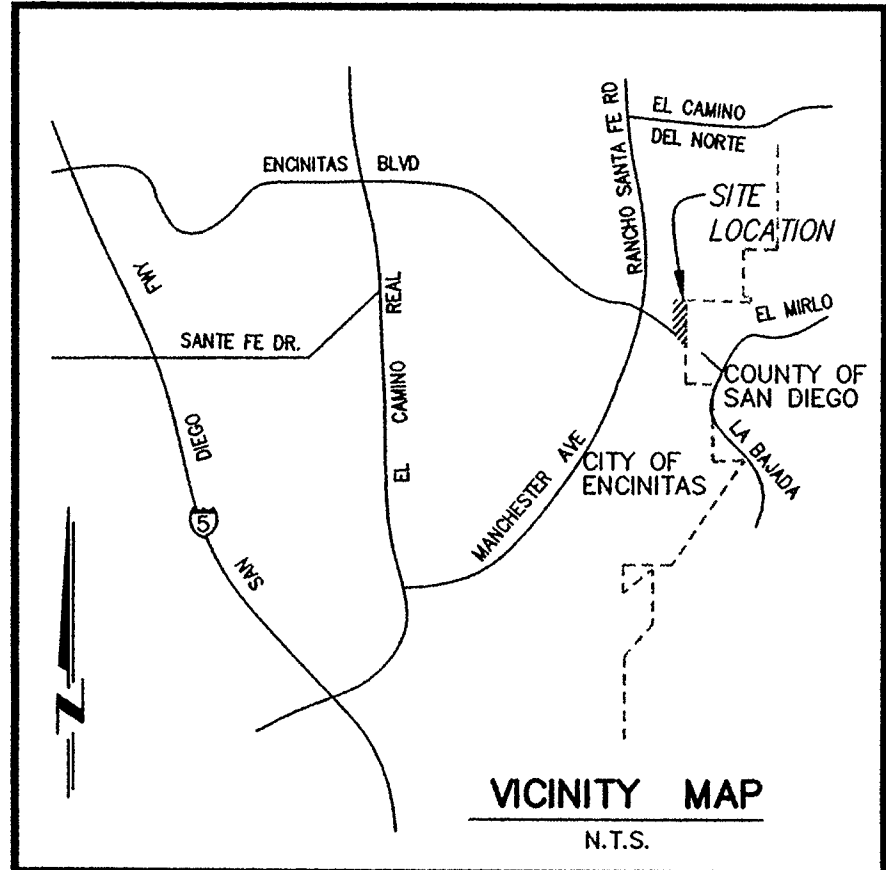 RANCHO SANTA FE RD
EL CAMINO
DEL NORTE
ENCINITAS BLVD
SITE
LOCATION
FWY
REAL
EL MIRLO
SANTE FE DR.
COUNTY OF
SAN DIEGO
CAMINO
DIEGO
LA BAJADA
MANCHESTER AVE
CITY OF
ENCINITAS
EL
5
SAN
N
VICINITY MAP
N.T.S.